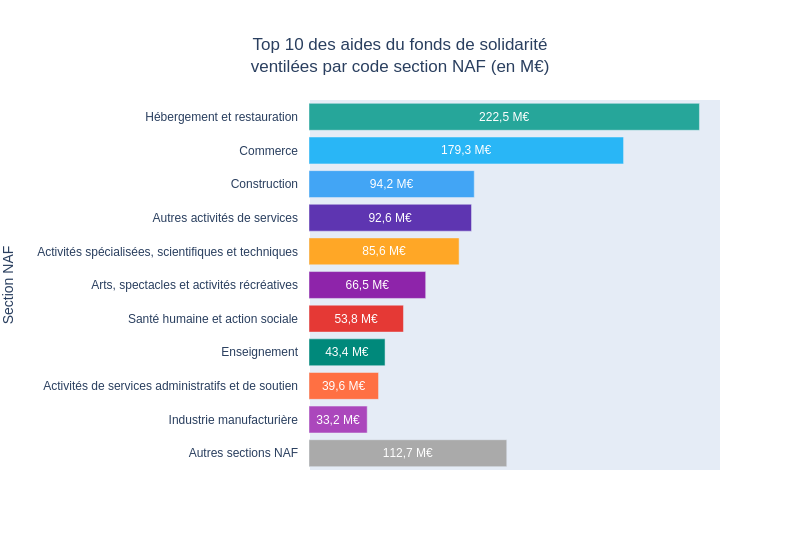 Top 10 des aides du fonds de solidarité
ventilées par code section NAF (en M€)
Section NAF
Hébergement et restauration 222,5 M€
Commerce 179,3 M€
Construction 94,2 M€
Autres activités de services 92,6 M€
Activités spécialisées, scientifiques et techniques 85,6 M€
Arts, spectacles et activités récréatives 66,5 M€
Santé humaine et action sociale 53,8 M€
Enseignement 43,4 M€
Activités de services administratifs et de soutien 39,6 M€
Industrie manufacturière 33,2 M€
Autres sections NAF 112,7 M€